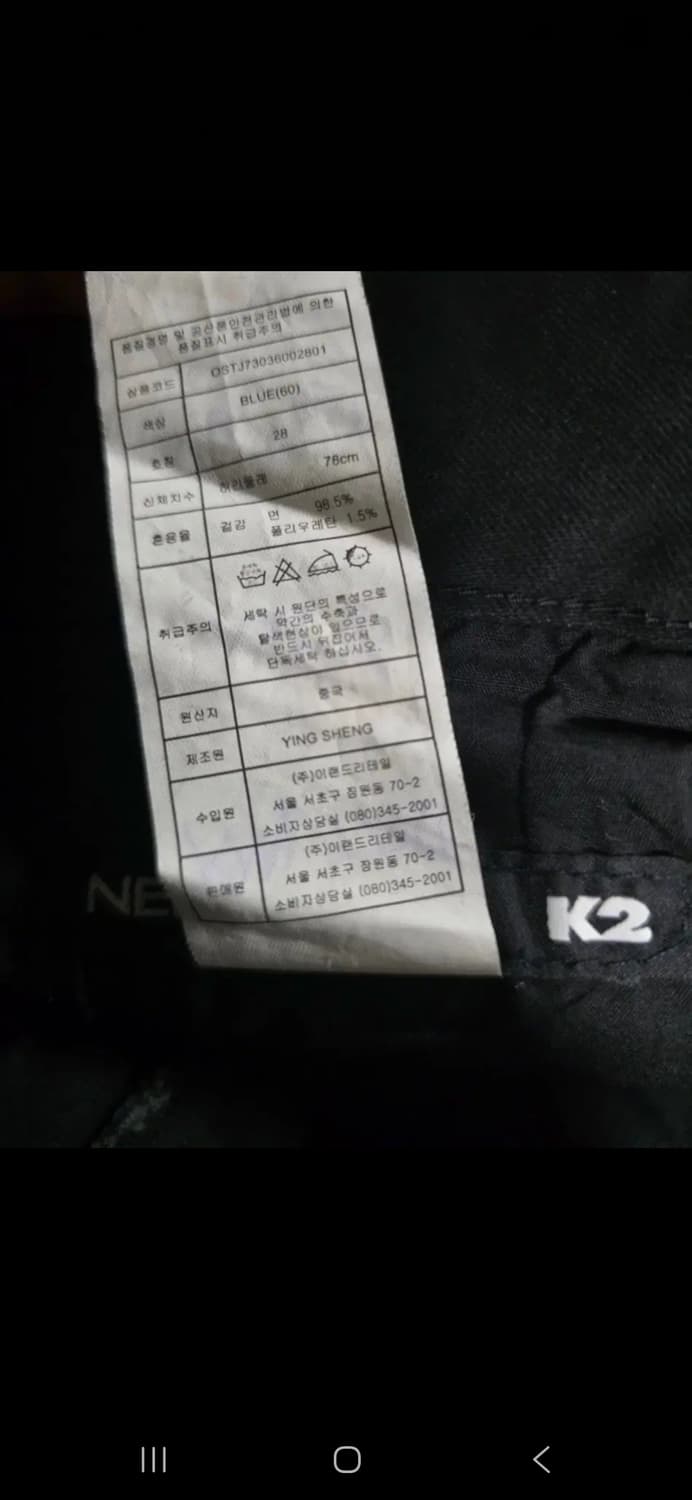 품질경영 및 공산품안전관리법에 의한
품질표시 취급주의
상품코드 OSTJ73036002801
색상 BLUE(60)
호칭 28
신체치수 허리둘레 78cm
혼용율 겉감 면 98.5%
폴리우레탄 1.5%
취급주의 세탁 시 원단의 특성으로
약간의 수축과
탈색현상이 있으므로
반드시 뒤집어서
단독세탁 하십시오.
원산지 중국
제조원 YING SHENG
수입원 (주)이랜드리테일
서울 서초구 잠원동 70-2
소비자상담실 (080)345-2001
판매원 (주)이랜드리테일
서울 서초구 잠원동 70-2
소비자상담실 (080)345-2001
NE
K2